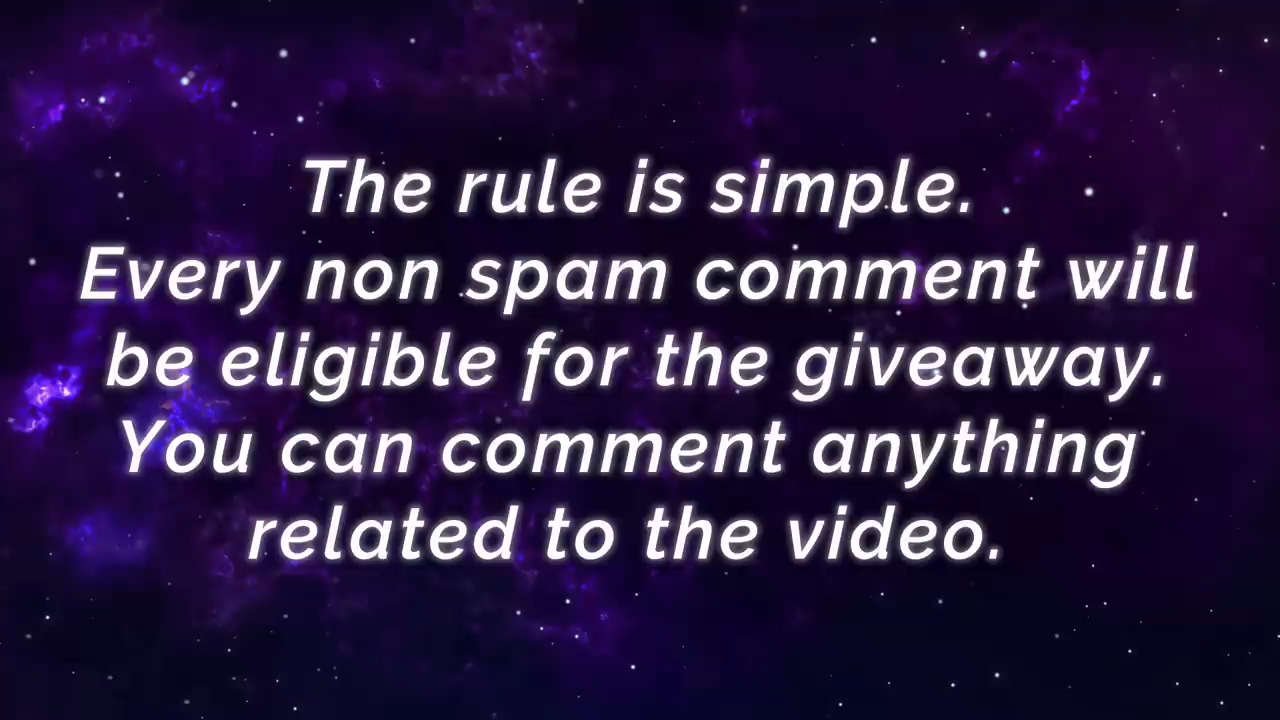 The rule is simple.
Every non spam comment will
be eligible for the giveaway.
You can comment anything
related to the video.